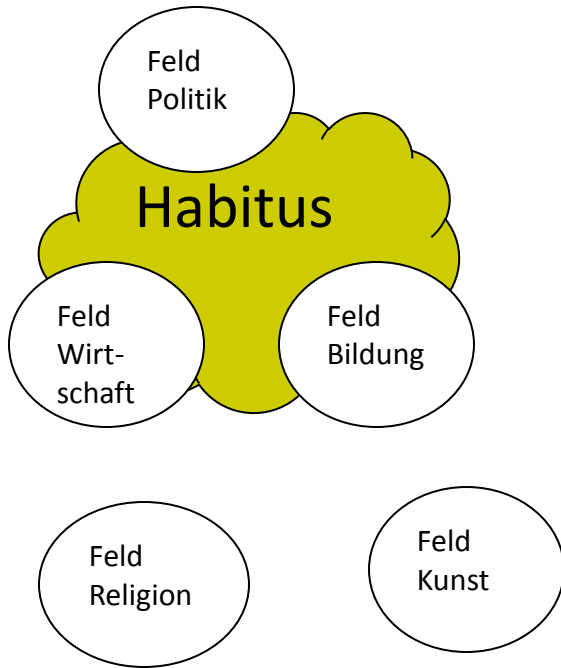 Feld
Politik
Habitus
Feld
Wirt-
schaft
Feld
Bildung
Feld
Religion
Feld
Kunst